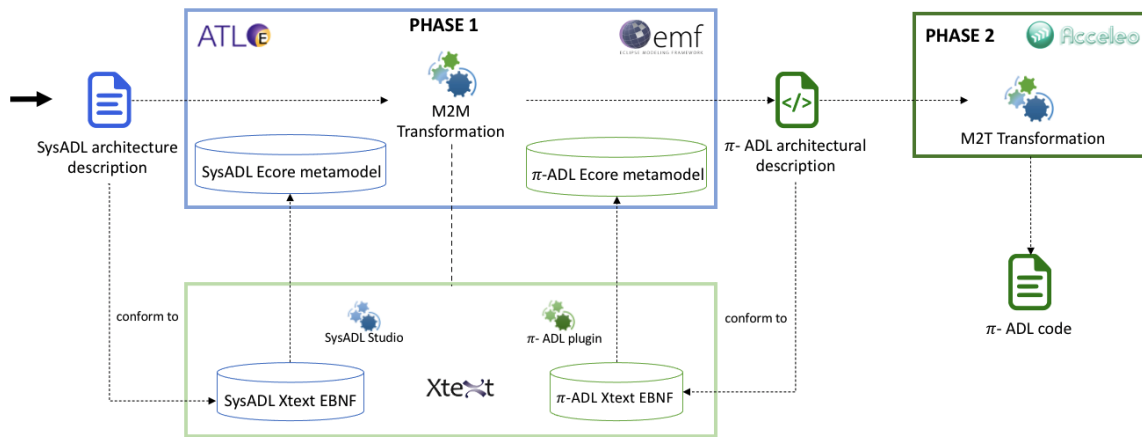 ATL E
PHASE 1
emf
ECLIPSE MODELING FRAMEWORK
PHASE 2
Acceleo
</>
M2M
Transformation
M2T Transformation
SysADL architecture
description
SysADL Ecore metamodel
π-ADL Ecore metamodel
π- ADL architectural
description
conform to
SysADL Studio
π- ADL plugin
conform to
π- ADL code
SysADL Xtext EBNF
Xtext
π-ADL Xtext EBNF